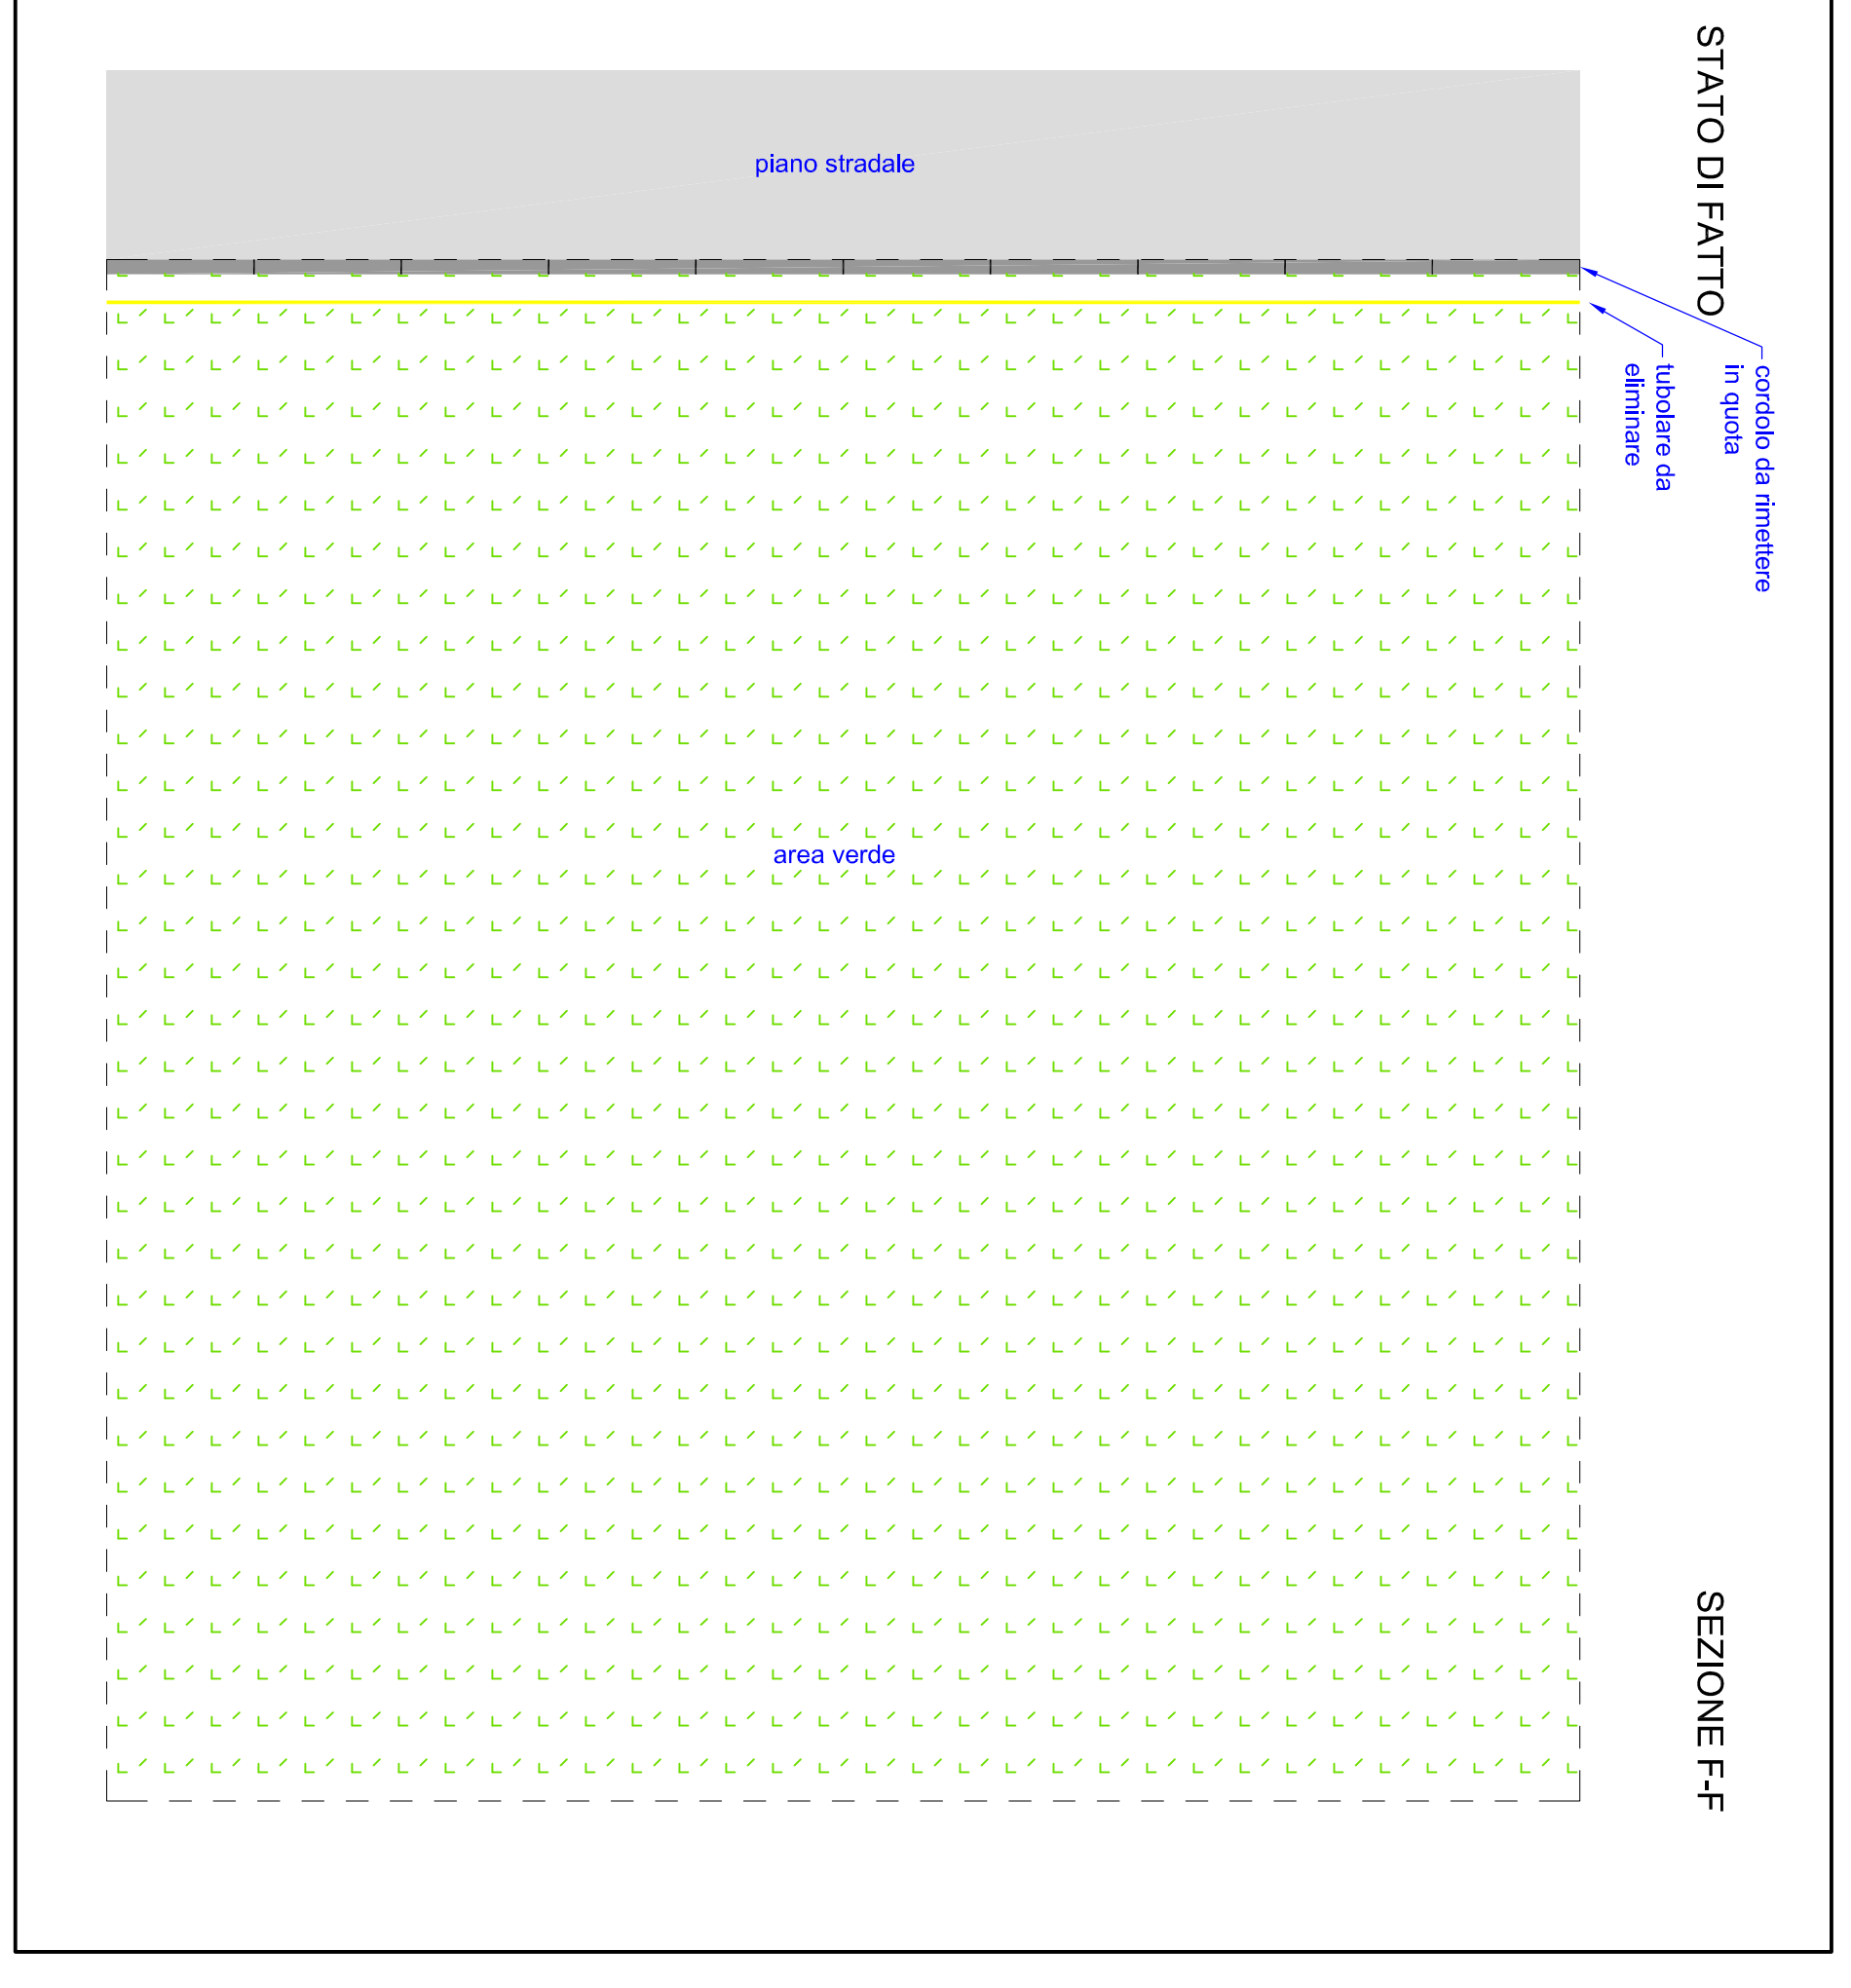 STATO DI FATTO
SEZIONE F-F
cordolo da rimettere
in quota
tubolare da
eliminare
piano stradale
area verde